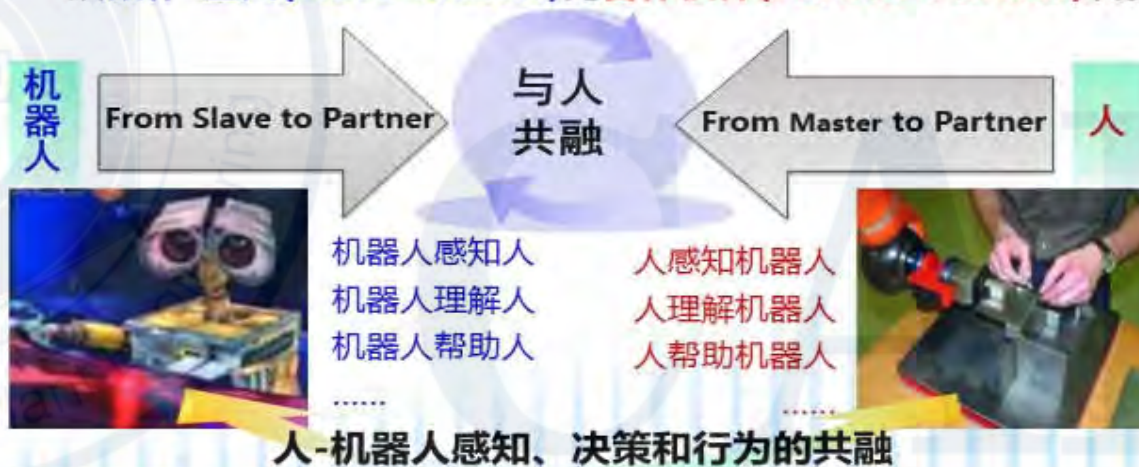 机器人
From Slave to Partner
与人
共融
From Master to Partner
人
机器人感知人
机器人理解人
机器人帮助人
......
人感知机器人
人理解机器人
人帮助机器人
......
人-机器人感知、决策和行为的共融